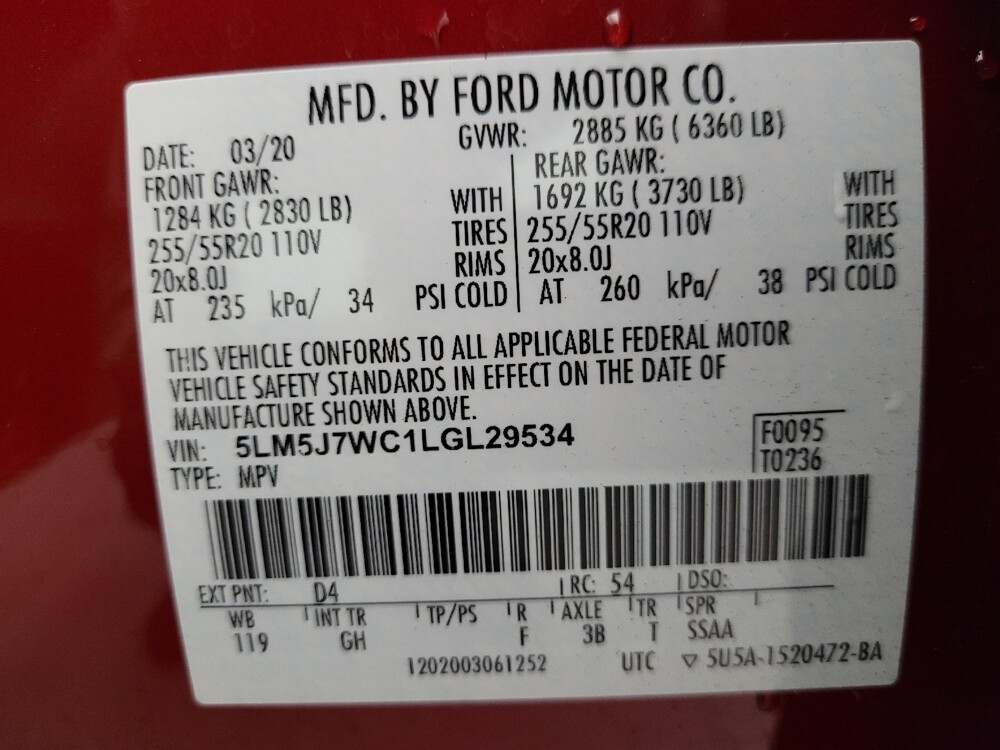 MFD. BY FORD MOTOR CO.
DATE: 03/20 GVWR: 2885 KG ( 6360 LB)
FRONT GAWR: REAR GAWR:
1284 KG ( 2830 LB) WITH 1692 KG ( 3730 LB) WITH
255/55R20 110V TIRES 255/55R20 110V TIRES
20x8.0J RIMS 20x8.0J RIMS
AT 235 kPa/ 34 PSI COLD AT 260 kPa/ 38 PSI COLD
THIS VEHICLE CONFORMS TO ALL APPLICABLE FEDERAL MOTOR
VEHICLE SAFETY STANDARDS IN EFFECT ON THE DATE OF
MANUFACTURE SHOWN ABOVE.
VIN: 5LM5J7WC1LGL29534 F0095
TYPE: MPV T0236
EXT PNT: D4 RC: 54 DSO:
WB INT TR TP/PS R AXLE TR SPR
119 GH F 3B T SSAA
1202003061252 UTC ▽ 5U5A-1520472-BA